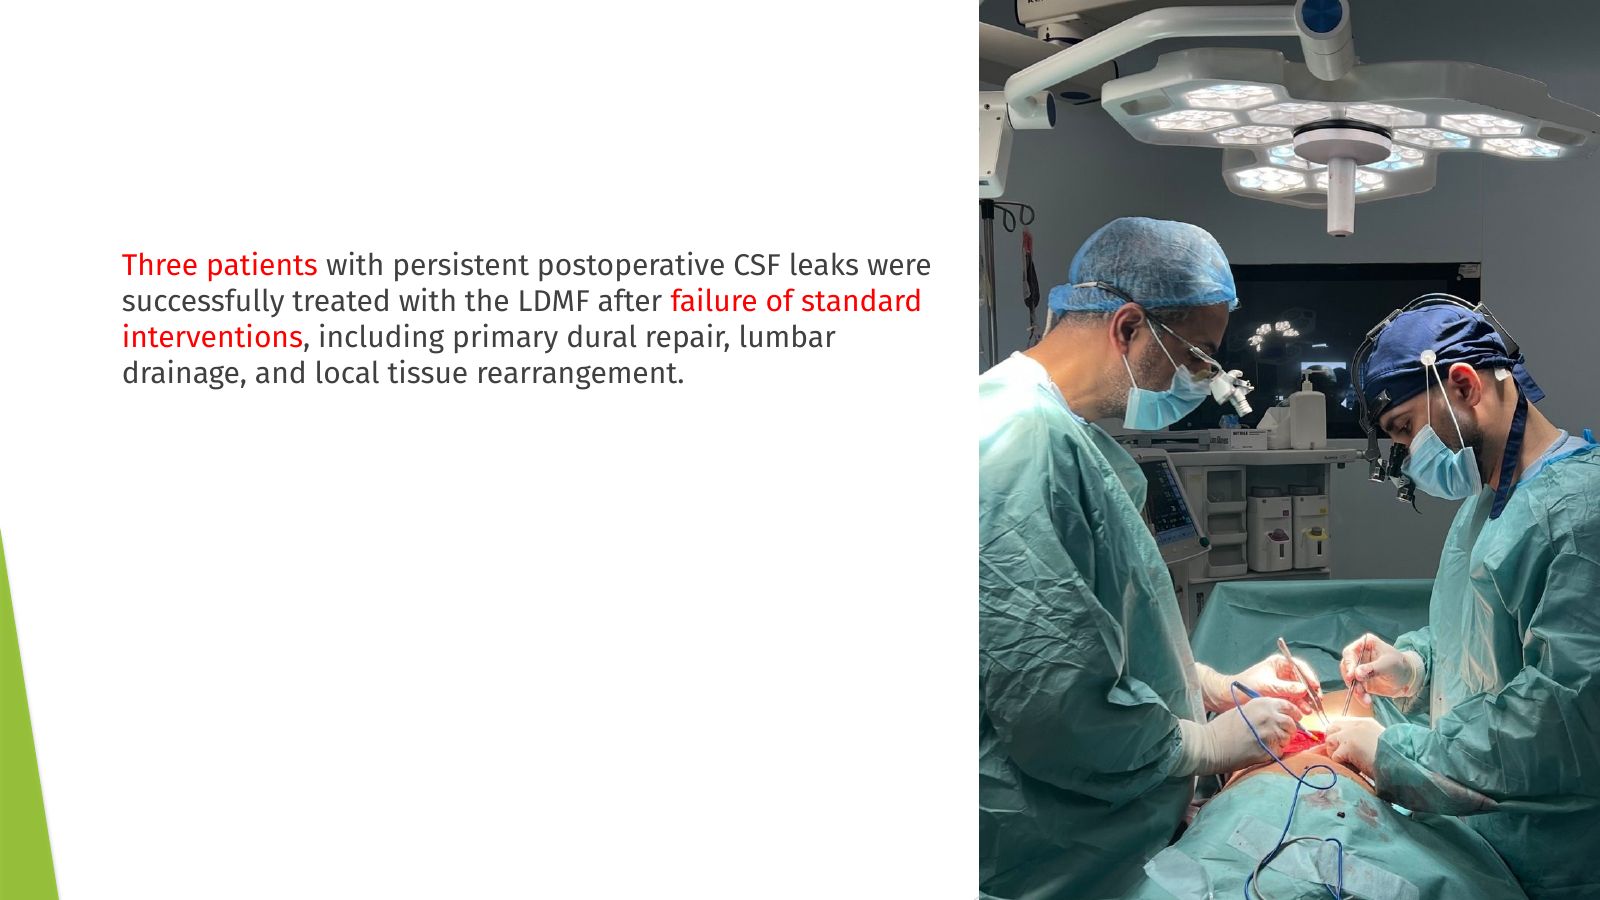 Three patients with persistent postoperative CSF leaks were
successfully treated with the LDMF after failure of standard
interventions, including primary dural repair, lumbar
drainage, and local tissue rearrangement.